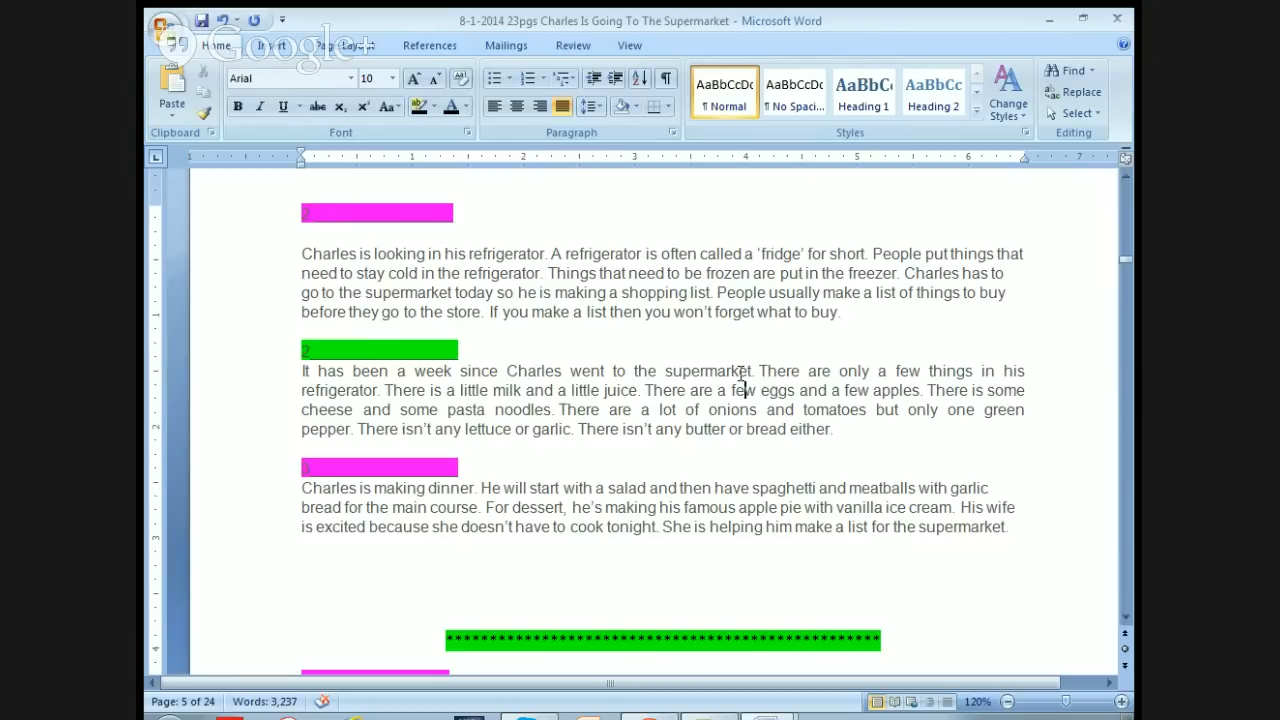 8-1-2014 23pgs Charles Is Going To The Supermarket - Microsoft Word
Google+
Home Insert Page Layout References Mailings Review View
Paste
Arial 10
AaBbCcDc AaBbCcDc AaBbC AaBbCc
¶ Normal ¶ No Spaci... Heading 1 Heading 2
Change Styles
Find
Replace
Select
Clipboard Font Paragraph Styles Editing
1 1 2 3 4 5 6 7
2
Charles is looking in his refrigerator. A refrigerator is often called a ‘fridge’ for short. People put things that
need to stay cold in the refrigerator. Things that need to be frozen are put in the freezer. Charles has to
go to the supermarket today so he is making a shopping list. People usually make a list of things to buy
before they go to the store. If you make a list then you won’t forget what to buy.
2
It has been a week since Charles went to the supermarket. There are only a few things in his
refrigerator. There is a little milk and a little juice. There are a few eggs and a few apples. There is some
cheese and some pasta noodles. There are a lot of onions and tomatoes but only one green
pepper. There isn’t any lettuce or garlic. There isn’t any butter or bread either.
3
Charles is making dinner. He will start with a salad and then have spaghetti and meatballs with garlic
bread for the main course. For dessert, he’s making his famous apple pie with vanilla ice cream. His wife
is excited because she doesn’t have to cook tonight. She is helping him make a list for the supermarket.
*******************************************
Page: 5 of 24 Words: 3,237 120%